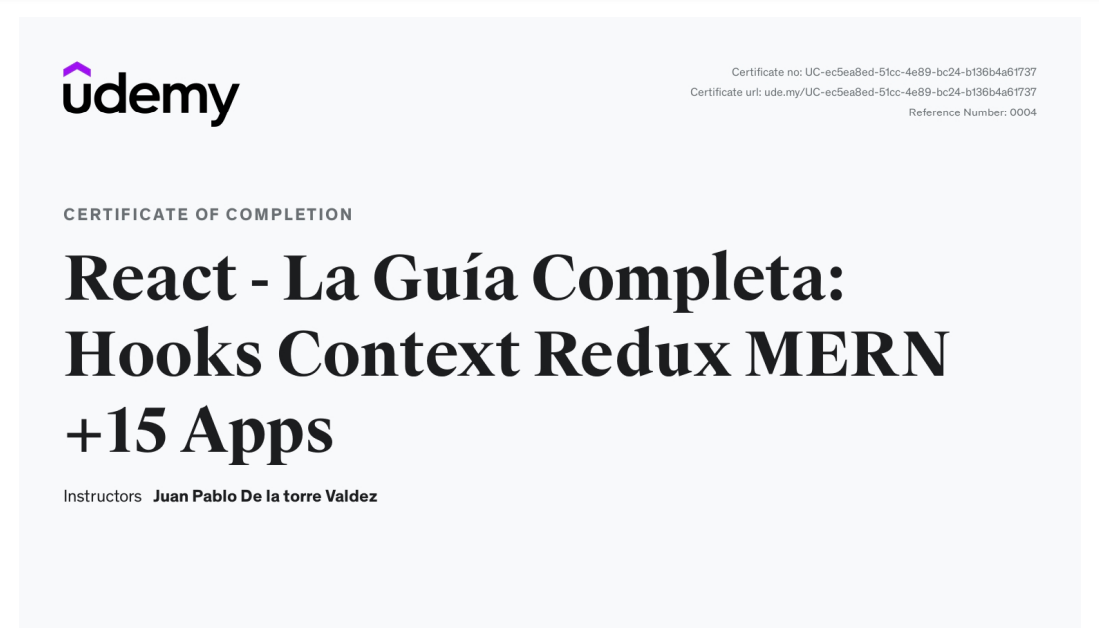 udemy
Certificate no: UC-ec5ea8ed-51cc-4e89-bc24-b136b4a61737
Certificate url: ude.my/UC-ec5ea8ed-51cc-4e89-bc24-b136b4a61737
Reference Number: 0004
CERTIFICATE OF COMPLETION
React - La Guía Completa:
Hooks Context Redux MERN
+15 Apps
Instructors Juan Pablo De la torre Valdez